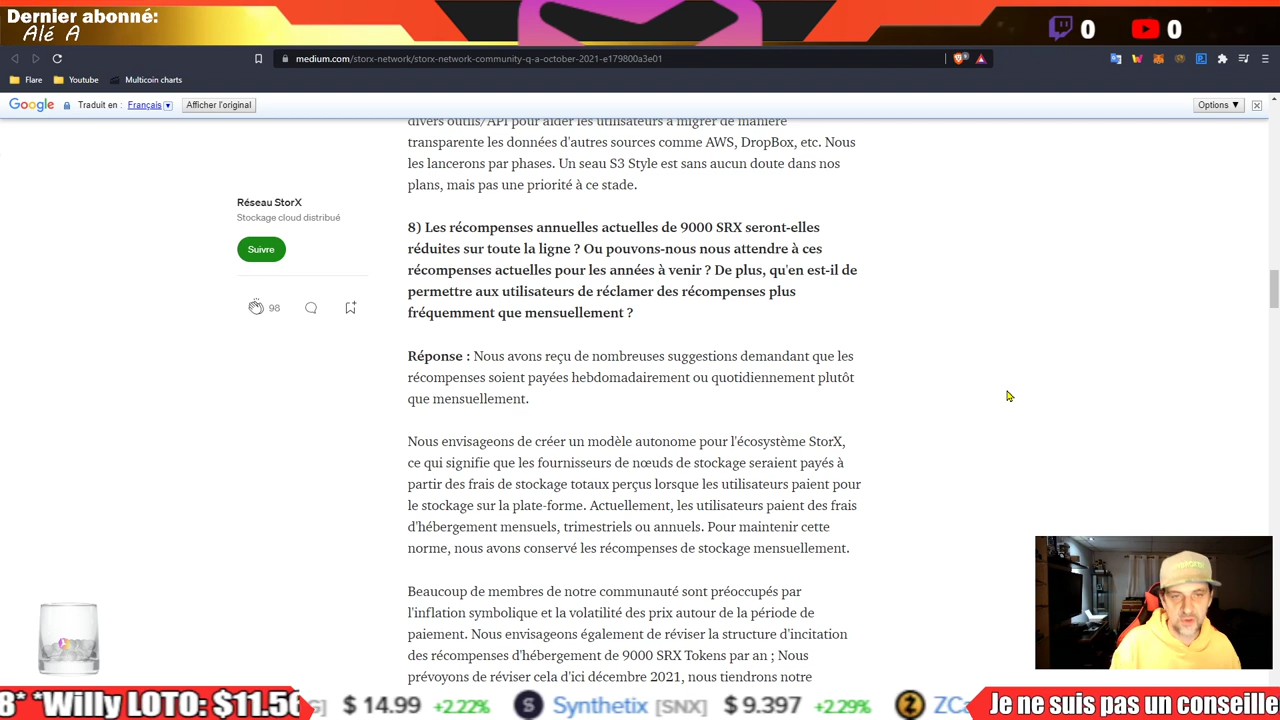 Dernier abonné:
Alé A
0
0
medium.com/storx-network/storx-network-community-q-a-october-2021-e179800a3e01
Flare
Youtube
Multicoin charts
Google
Traduit en :
Français
Afficher l'original
Options ▼
divers outils/API pour aider les utilisateurs à migrer de manière
transparente les données d'autres sources comme AWS, DropBox, etc. Nous
les lancerons par phases. Un seau S3 Style est sans aucun doute dans nos
plans, mais pas une priorité à ce stade.
Réseau StorX
Stockage cloud distribué
Suivre
98
8) Les récompenses annuelles actuelles de 9000 SRX seront-elles
réduites sur toute la ligne ? Ou pouvons-nous nous attendre à ces
récompenses actuelles pour les années à venir ? De plus, qu'en est-il de
permettre aux utilisateurs de réclamer des récompenses plus
fréquemment que mensuellement ?
Réponse : Nous avons reçu de nombreuses suggestions demandant que les
récompenses soient payées hebdomadairement ou quotidiennement plutôt
que mensuellement.
Nous envisageons de créer un modèle autonome pour l'écosystème StorX,
ce qui signifie que les fournisseurs de nœuds de stockage seraient payés à
partir des frais de stockage totaux perçus lorsque les utilisateurs paient pour
le stockage sur la plate-forme. Actuellement, les utilisateurs paient des frais
d'hébergement mensuels, trimestriels ou annuels. Pour maintenir cette
norme, nous avons conservé les récompenses de stockage mensuellement.
Beaucoup de membres de notre communauté sont préoccupés par
l'inflation symbolique et la volatilité des prix autour de la période de
paiement. Nous envisageons également de réviser la structure d'incitation
des récompenses d'hébergement de 9000 SRX Tokens par an ; Nous
prévoyons de réviser cela d'ici décembre 2021, nous tiendrons notre
8* *Willy LOTO: $11.50
G] $ 14.99 +2.22%
Synthetix [SNX] $ 9.397 +2.29%
ZCa
Je ne suis pas un conseille